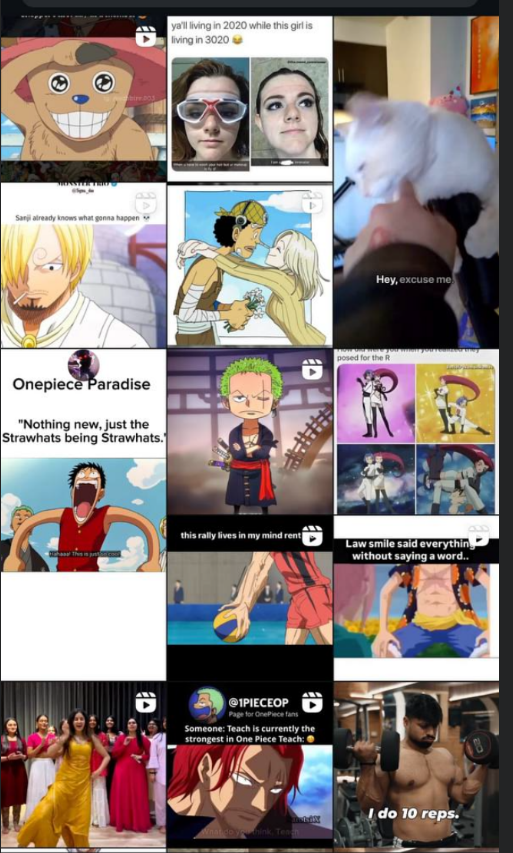 ya'll living in 2020 while this girl is
living in 3020 😂
Hey, excuse me
Sanji already knows what gonna happen 💀
Onepiece Paradise
"Nothing new, just the
Strawhats being Strawhats."
posed for the R
this rally lives in my mind rent
Law smile said everything
without saying a word..
@1PIECEOP
Page for OnePiece fans
Someone: Teach is currently the
strongest in One Piece Teach:
I do 10 reps.